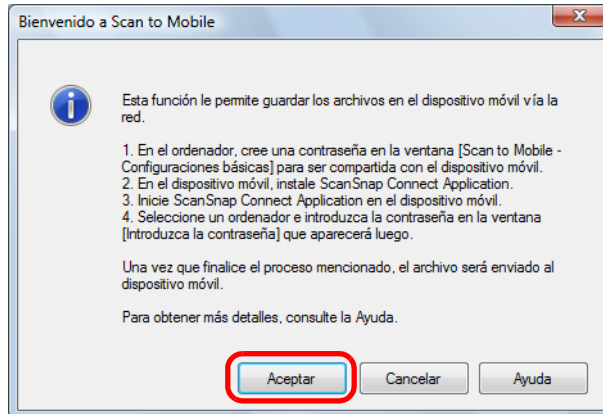 Bienvenido a Scan to Mobile
Esta función le permite guardar los archivos en el dispositivo móvil vía la
red.
1. En el ordenador, cree una contraseña en la ventana [Scan to Mobile -
Configuraciones básicas] para ser compartida con el dispositivo móvil.
2. En el dispositivo móvil, instale ScanSnap Connect Application.
3. Inicie ScanSnap Connect Application en el dispositivo móvil.
4. Seleccione un ordenador e introduzca la contraseña en la ventana
[Introduzca la contraseña] que aparecerá luego.
Una vez que finalice el proceso mencionado, el archivo será enviado al
dispositivo móvil.
Para obtener más detalles, consulte la Ayuda.
Aceptar
Cancelar
Ayuda